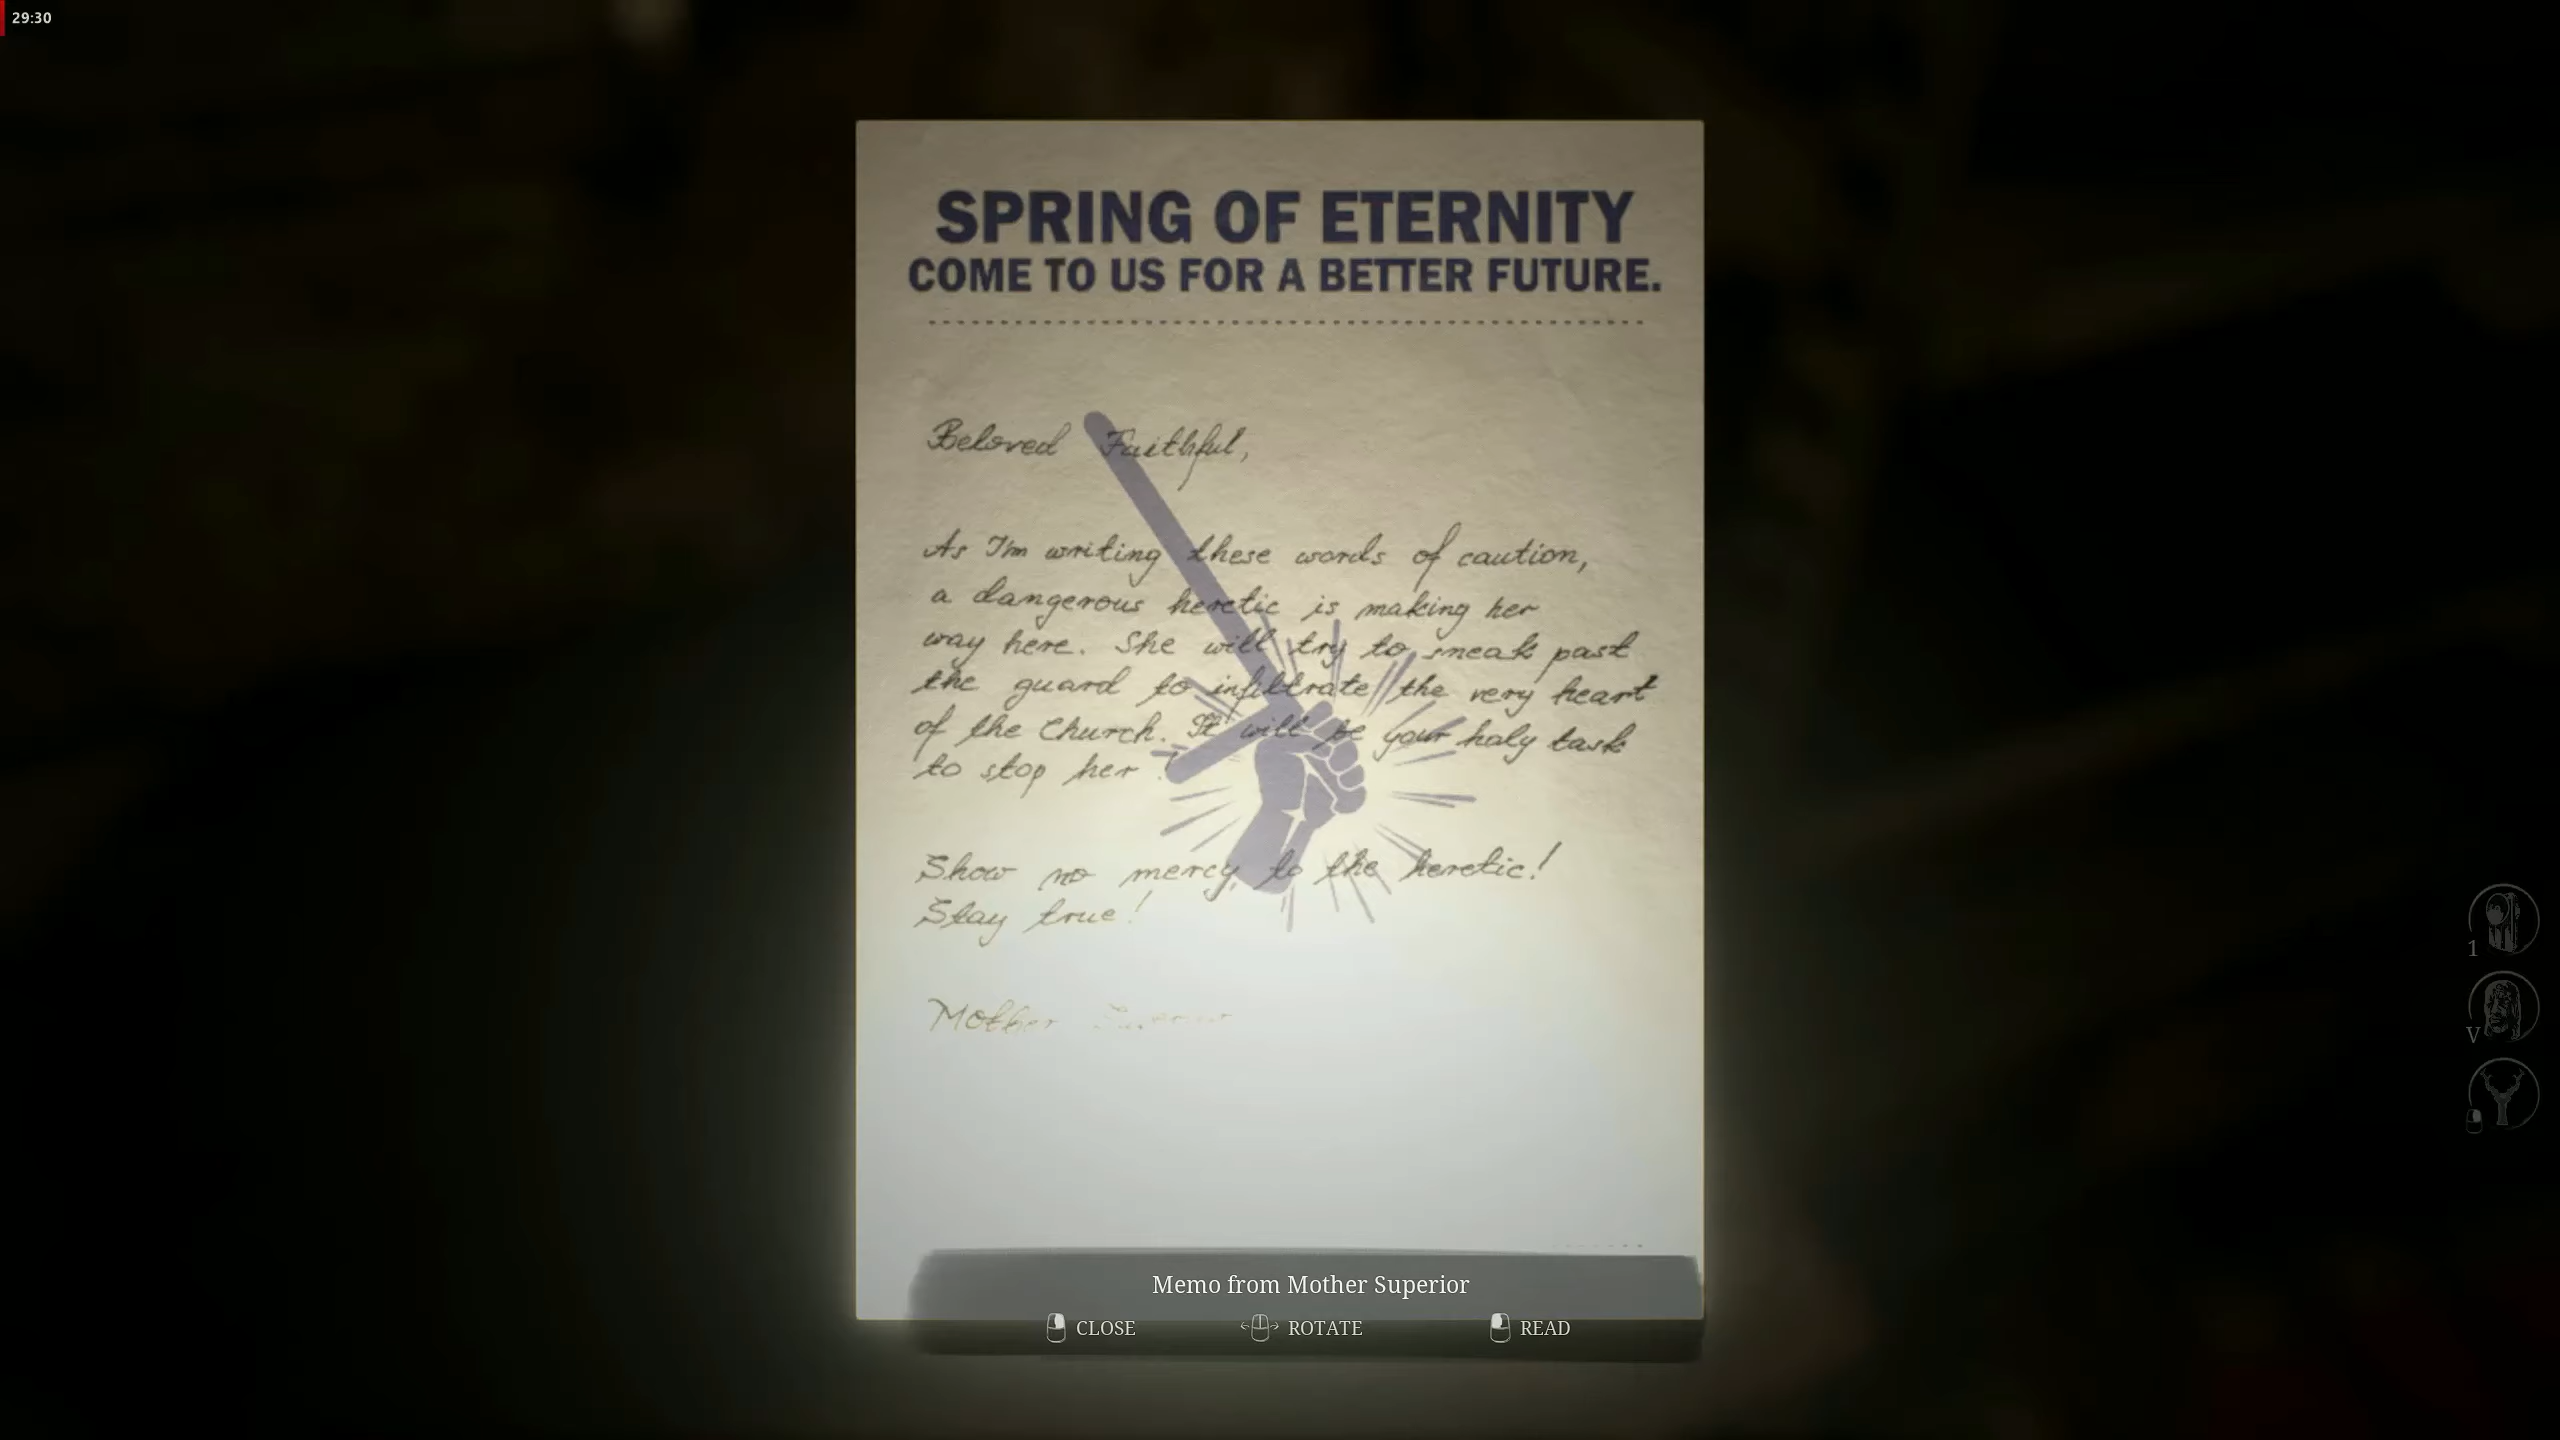 29:30
SPRING OF ETERNITY
COME TO US FOR A BETTER FUTURE.
Beloved Faithful,
As I'm writing these words of caution,
a dangerous heretic is making her
way here. She will try to sneak past
the guard to infiltrate the very heart
of the Church. It will be your holy task
to stop her!
Show no mercy to the heretic!
Stay true!
Mother Superior
1
V
Memo from Mother Superior
CLOSE ROTATE READ